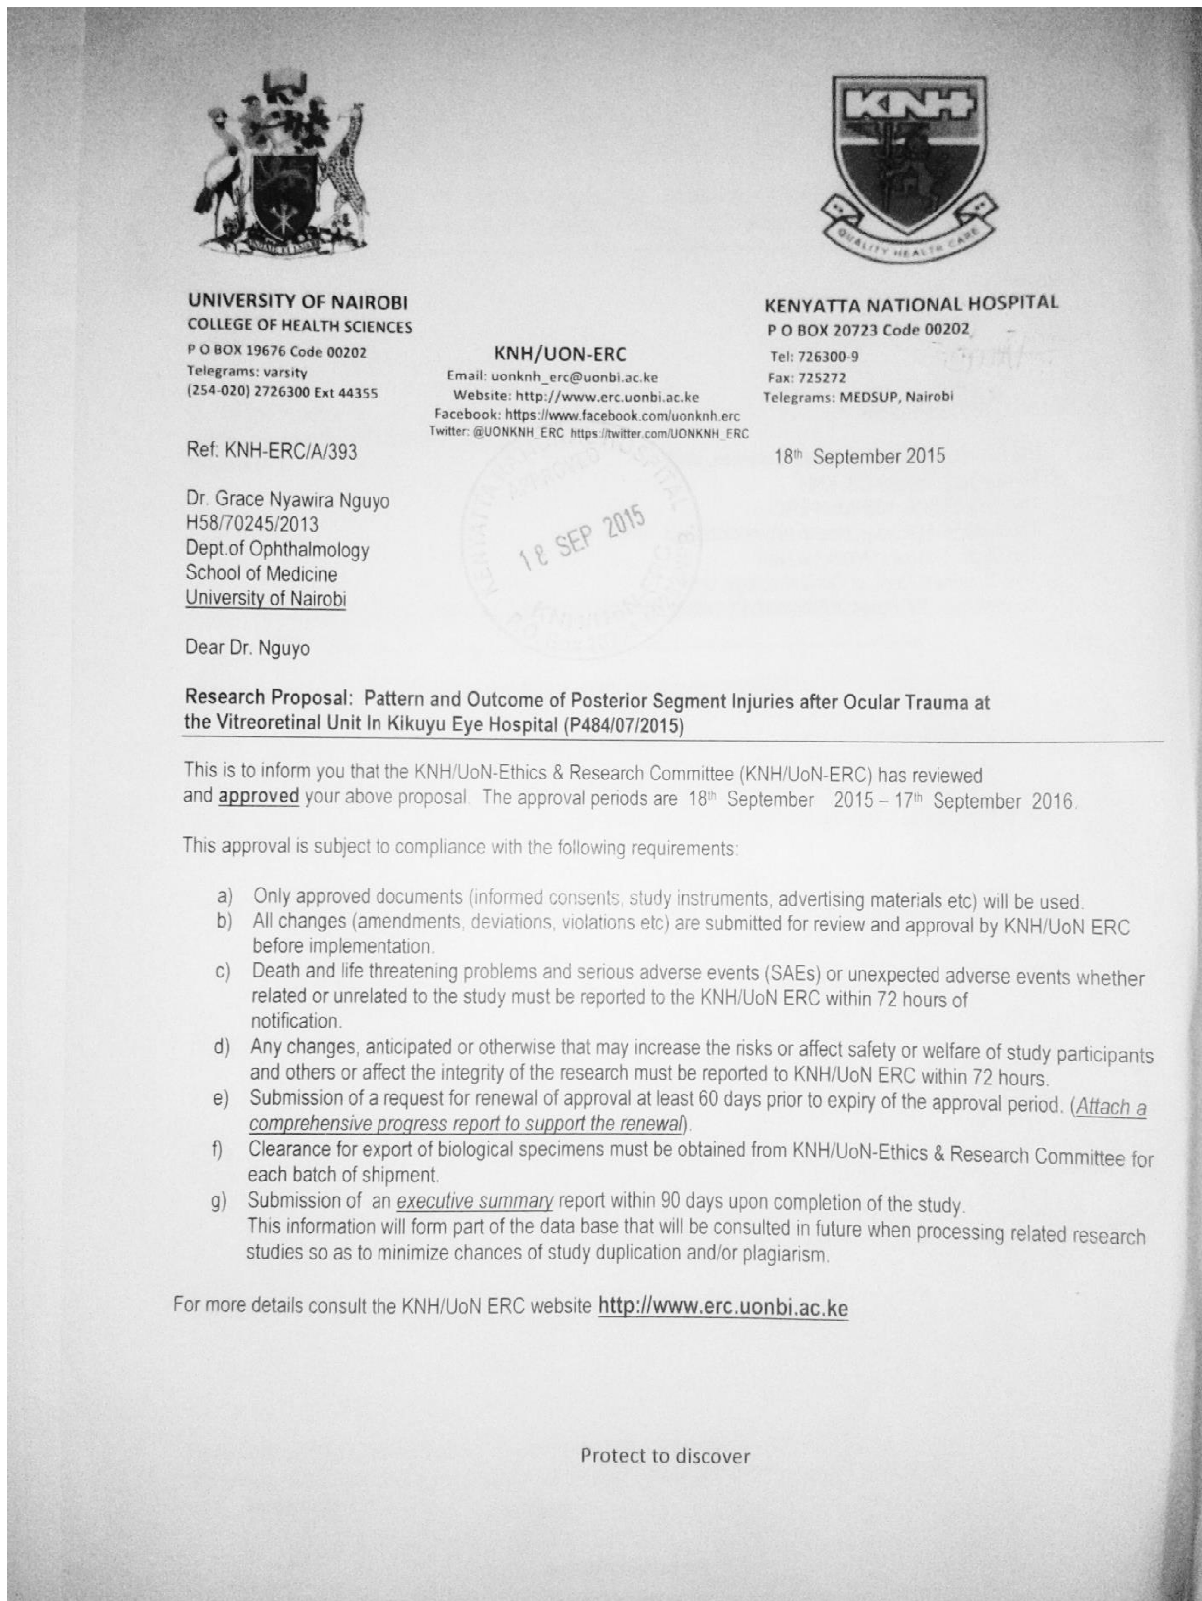 KNH
QUALITY HEALTH CARE
UNIVERSITY OF NAIROBI
COLLEGE OF HEALTH SCIENCES
P O BOX 19676 Code 00202
Telegrams: varsity
(254-020) 2726300 Ext 44355
KNH/UON-ERC
Email: uonknh_erc@uonbi.ac.ke
Website: http://www.erc.uonbi.ac.ke
Facebook: https://www.facebook.com/uonknh.erc
Twitter: @UONKNH_ERC https://twitter.com/UONKNH_ERC
KENYATTA NATIONAL HOSPITAL
P O BOX 20723 Code 00202
Tel: 726300-9
Fax: 725272
Telegrams: MEDSUP, Nairobi
Ref: KNH-ERC/A/393
18th September 2015
Dr. Grace Nyawira Nguyo
H58/70245/2013
Dept.of Ophthalmology
School of Medicine
University of Nairobi
APPROVED
18 SEP 2015
Dear Dr. Nguyo
Research Proposal: Pattern and Outcome of Posterior Segment Injuries after Ocular Trauma at
the Vitreoretinal Unit In Kikuyu Eye Hospital (P484/07/2015)
This is to inform you that the KNH/UoN-Ethics & Research Committee (KNH/UoN-ERC) has reviewed
and approved your above proposal. The approval periods are 18th September 2015 – 17th September 2016.
This approval is subject to compliance with the following requirements:
a) Only approved documents (informed consents, study instruments, advertising materials etc) will be used.
b) All changes (amendments, deviations, violations etc) are submitted for review and approval by KNH/UoN ERC
before implementation.
c) Death and life threatening problems and serious adverse events (SAEs) or unexpected adverse events whether
related or unrelated to the study must be reported to the KNH/UoN ERC within 72 hours of
notification.
d) Any changes, anticipated or otherwise that may increase the risks or affect safety or welfare of study participants
and others or affect the integrity of the research must be reported to KNH/UoN ERC within 72 hours.
e) Submission of a request for renewal of approval at least 60 days prior to expiry of the approval period. (Attach a
comprehensive progress report to support the renewal).
f) Clearance for export of biological specimens must be obtained from KNH/UoN-Ethics & Research Committee for
each batch of shipment.
g) Submission of an executive summary report within 90 days upon completion of the study.
This information will form part of the data base that will be consulted in future when processing related research
studies so as to minimize chances of study duplication and/or plagiarism.
For more details consult the KNH/UoN ERC website http://www.erc.uonbi.ac.ke
Protect to discover